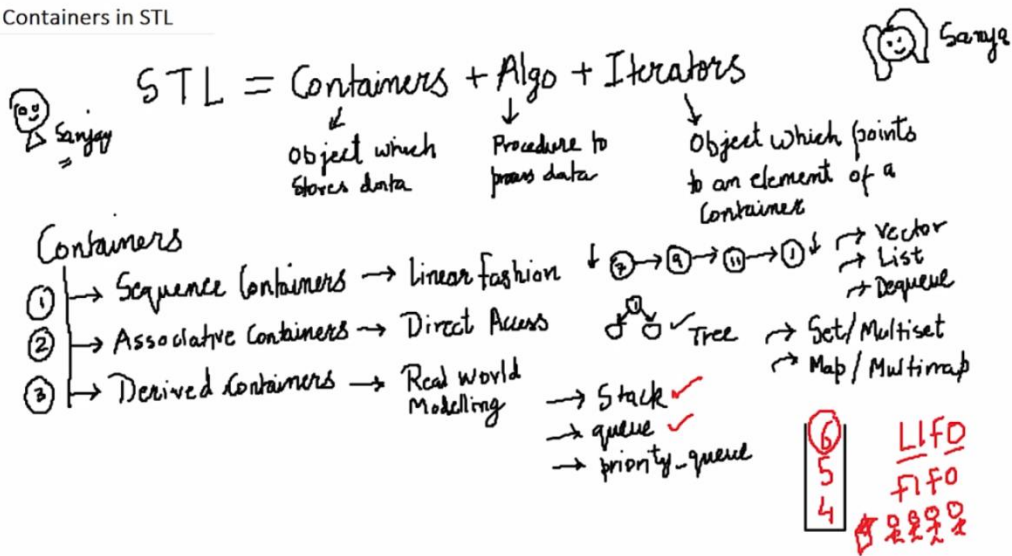 Containers in STL
Sanjay
Sanya
STL = Containers + Algo + Iterators
Object which
stores data
Procedure to
process data
Object which points
to an element of a
Container
Containers
1 → Sequence Containers → Linear fashion
7 → 9 → 11 → 1
→ Vector
→ List
→ Dequeue
2 → Associative Containers → Direct Access
1
Tree
→ Set/Multiset
→ Map/Multimap
3 → Derived Containers → Real World
Modelling
→ Stack
→ queue
→ priority-queue
6
5
4
LIFO
FIFO